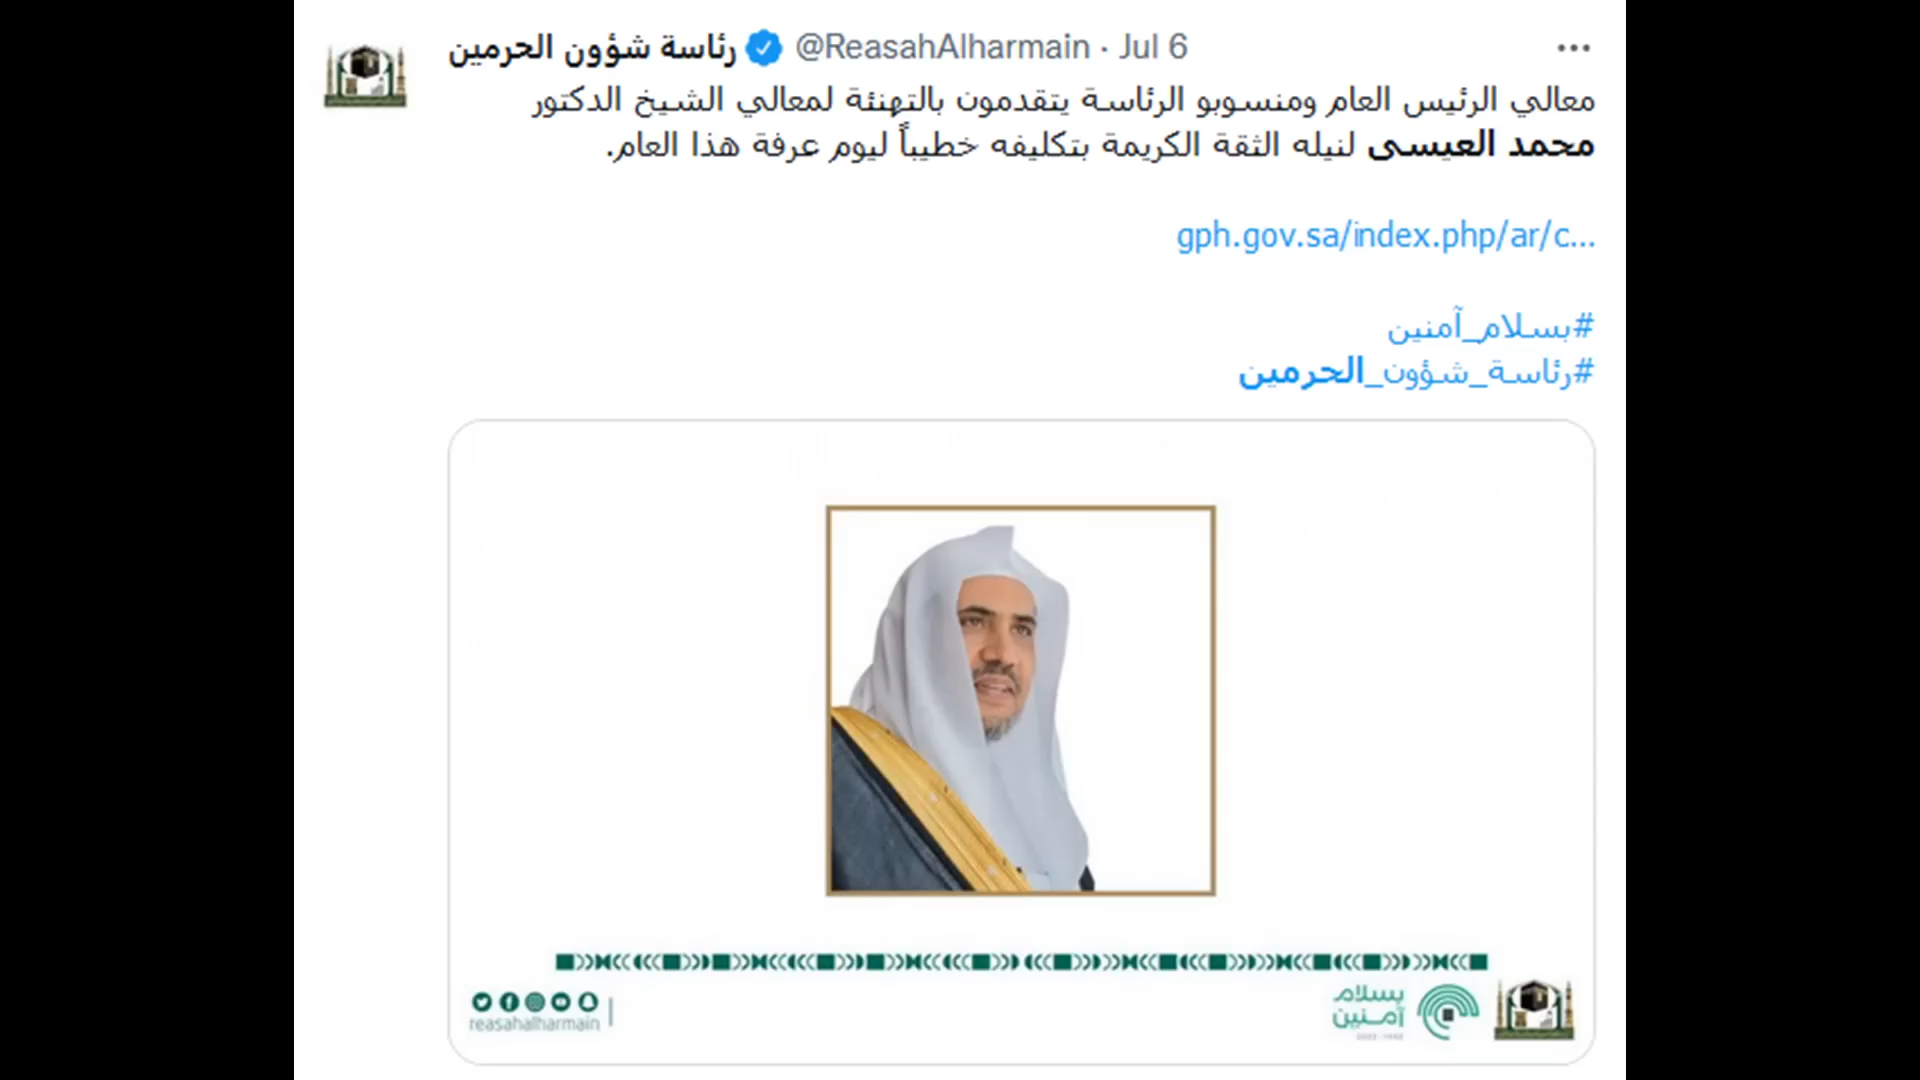 رئاسة شؤون الحرمين @ReasahAlharmain · Jul 6
معالي الرئيس العام ومنسوبو الرئاسة يتقدمون بالتهنئة لمعالي الشيخ الدكتور
محمد العيسى لنيله الثقة الكريمة بتكليفه خطيباً ليوم عرفة هذا العام.
gph.gov.sa/index.php/ar/c...
#بسلام_آمنين
#رئاسة_شؤون_الحرمين
بسلام
آمنين
reasahalharmain